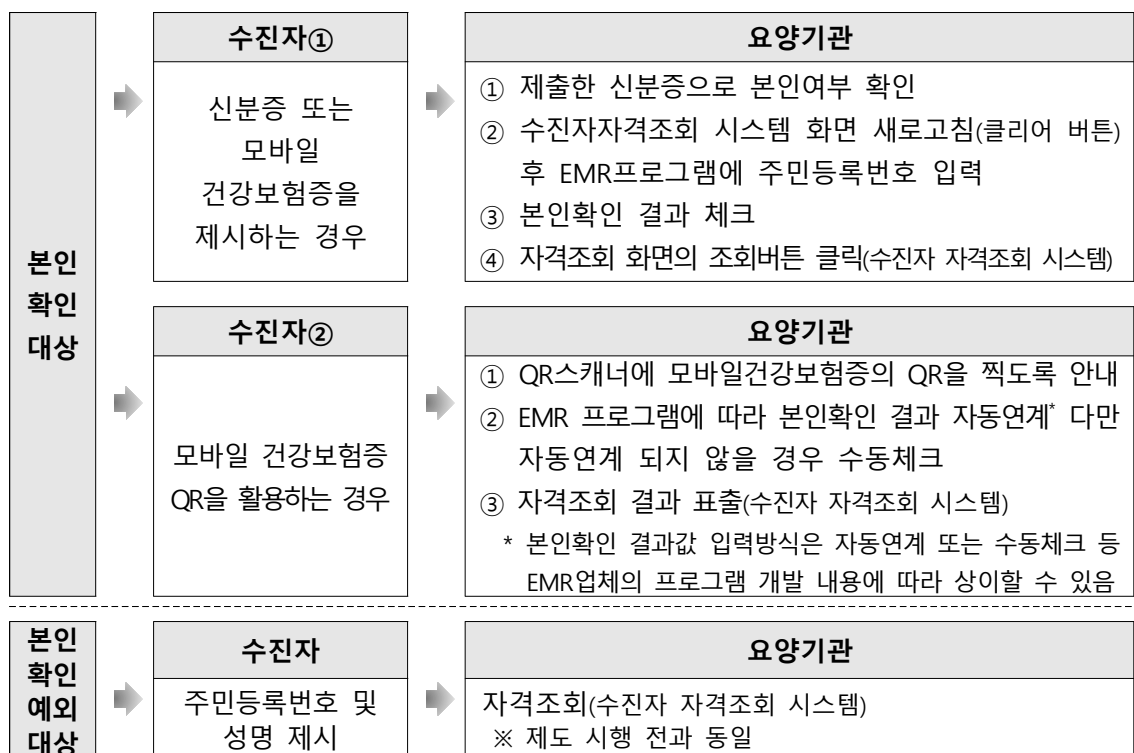 본인
확인
대상
수진자①
신분증 또는
모바일
건강보험증을
제시하는 경우
요양기관
① 제출한 신분증으로 본인여부 확인
② 수진자자격조회 시스템 화면 새로고침(클리어 버튼)
후 EMR프로그램에 주민등록번호 입력
③ 본인확인 결과 체크
④ 자격조회 화면의 조회버튼 클릭(수진자 자격조회 시스템)
수진자②
모바일 건강보험증
QR을 활용하는 경우
요양기관
① QR스캐너에 모바일건강보험증의 QR을 찍도록 안내
② EMR 프로그램에 따라 본인확인 결과 자동연계* 다만
자동연계 되지 않을 경우 수동체크
③ 자격조회 결과 표출(수진자 자격조회 시스템)
* 본인확인 결과값 입력방식은 자동연계 또는 수동체크 등
EMR업체의 프로그램 개발 내용에 따라 상이할 수 있음
본인
확인
예외
대상
수진자
주민등록번호 및
성명 제시
요양기관
자격조회(수진자 자격조회 시스템)
※ 제도 시행 전과 동일